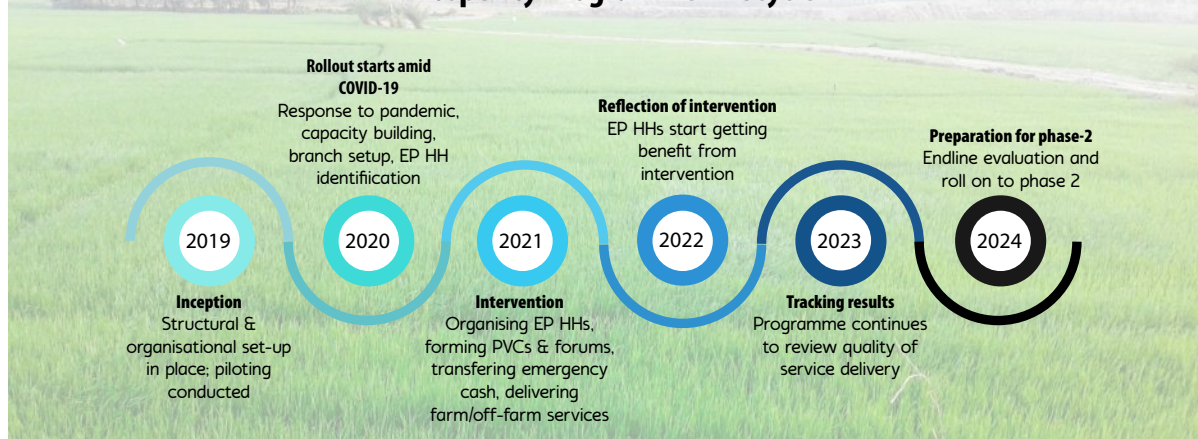 Rollout starts amid
COVID-19
Response to pandemic,
capacity building,
branch setup, EP HH
identifiication
Reflection of intervention
EP HHs start getting
benefit from
intervention
Preparation for phase-2
Endline evaluation and
roll on to phase 2
2019
2020
2021
2022
2023
2024
Inception
Structural &
organisational set-up
in place; piloting
conducted
Intervention
Organising EP HHs,
forming PVCs & forums,
transfering emergency
cash, delivering
farm/off-farm services
Tracking results
Programme continues
to review quality of
service delivery